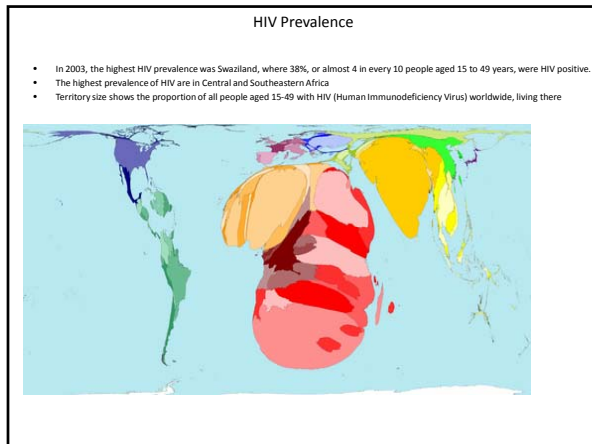 HIV Prevalence
• In 2003, the highest HIV prevalence was Swaziland, where 38%, or almost 4 in every 10 people aged 15 to 49 years, were HIV positive.
• The highest prevalence of HIV are in Central and Southeastern Africa
• Territory size shows the proportion of all people aged 15-49 with HIV (Human Immunodeficiency Virus) worldwide, living there